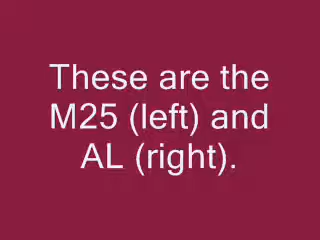 These are the
M25 (left) and
AL (right).